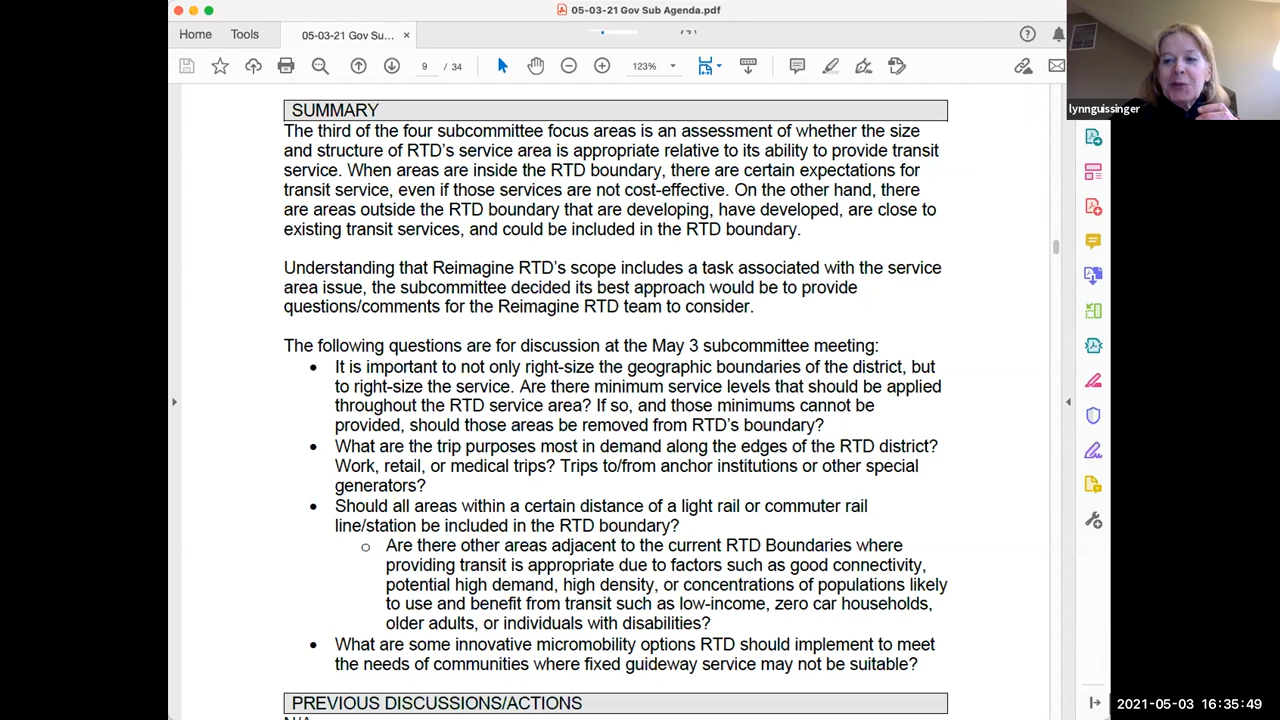 05-03-21 Gov Sub Agenda.pdf
Home
Tools
05-03-21 Gov Su... ×
9 / 34
123%
lynnguissinger
SUMMARY
The third of the four subcommittee focus areas is an assessment of whether the size
and structure of RTD's service area is appropriate relative to its ability to provide transit
service. When areas are inside the RTD boundary, there are certain expectations for
transit service, even if those services are not cost-effective. On the other hand, there
are areas outside the RTD boundary that are developing, have developed, are close to
existing transit services, and could be included in the RTD boundary.
Understanding that Reimagine RTD's scope includes a task associated with the service
area issue, the subcommittee decided its best approach would be to provide
questions/comments for the Reimagine RTD team to consider.
The following questions are for discussion at the May 3 subcommittee meeting:
• It is important to not only right-size the geographic boundaries of the district, but
to right-size the service. Are there minimum service levels that should be applied
throughout the RTD service area? If so, and those minimums cannot be
provided, should those areas be removed from RTD's boundary?
• What are the trip purposes most in demand along the edges of the RTD district?
Work, retail, or medical trips? Trips to/from anchor institutions or other special
generators?
• Should all areas within a certain distance of a light rail or commuter rail
line/station be included in the RTD boundary?
o Are there other areas adjacent to the current RTD Boundaries where
providing transit is appropriate due to factors such as good connectivity,
potential high demand, high density, or concentrations of populations likely
to use and benefit from transit such as low-income, zero car households,
older adults, or individuals with disabilities?
• What are some innovative micromobility options RTD should implement to meet
the needs of communities where fixed guideway service may not be suitable?
PREVIOUS DISCUSSIONS/ACTIONS
N/A
2021-05-03 16:35:49